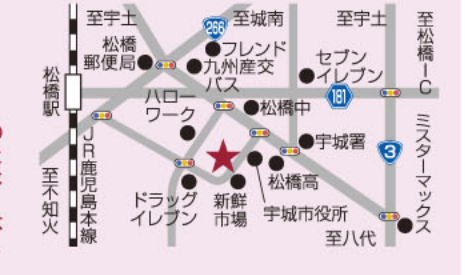 至宇土
266
至城南
至宇土
至松橋IC
松橋
郵便局
フレンド
九州産交
バス
セブン
イレブン
松橋駅
181
ハロー
ワーク
松橋中
ミスターマックス
JR鹿児島本線
宇城署
3
至不知火
松橋高
ドラッグ
イレブン
新鮮
市場
宇城市役所
至八代